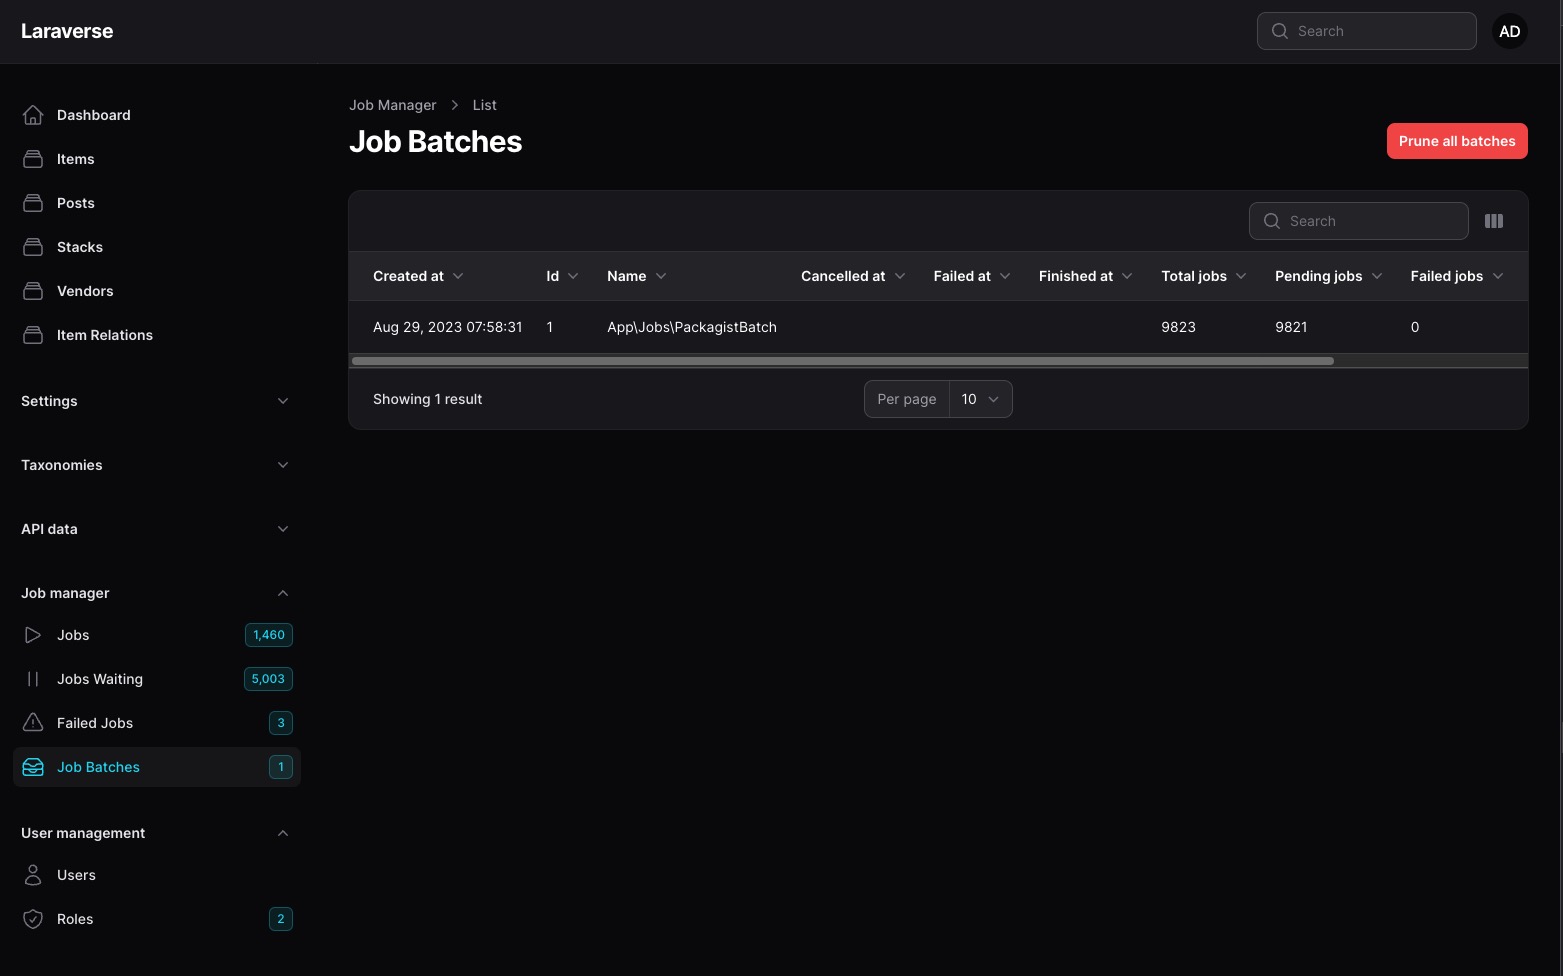 Laraverse
Search
AD
Dashboard
Items
Posts
Stacks
Vendors
Item Relations
Settings
Taxonomies
API data
Job manager
Jobs 1,460
Jobs Waiting 5,003
Failed Jobs 3
Job Batches 1
User management
Users
Roles 2
Job Manager > List
Job Batches
Prune all batches
Search
Created at Id Name Cancelled at Failed at Finished at Total jobs Pending jobs Failed jobs
Aug 29, 2023 07:58:31 1 App\Jobs\PackagistBatch 9823 9821 0
Showing 1 result
Per page 10